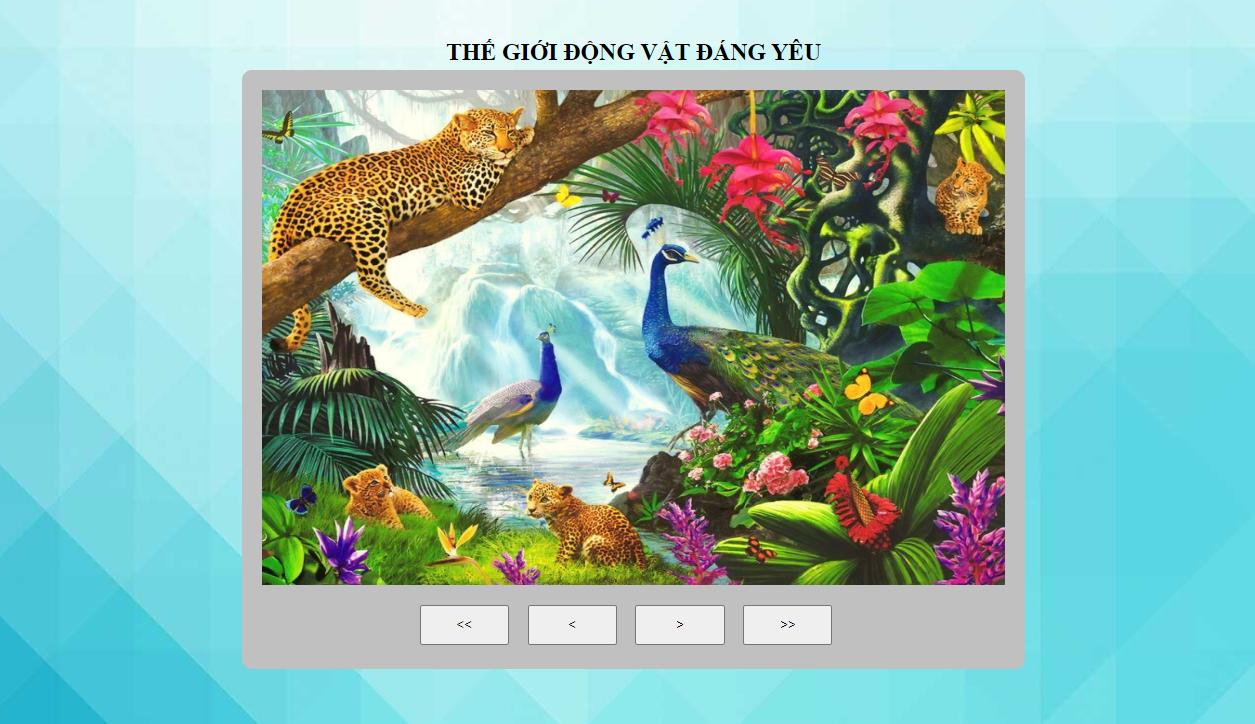 THẾ GIỚI ĐỘNG VẬT ĐÁNG YÊU
<< < > >>